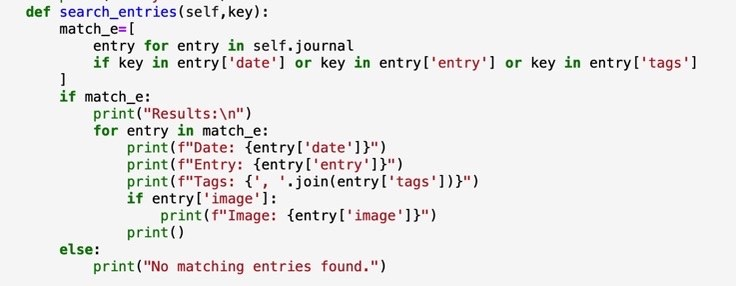 def search_entries(self,key):
    match_e=[
        entry for entry in self.journal
        if key in entry['date'] or key in entry['entry'] or key in entry['tags']
    ]
    if match_e:
        print("Results:\n")
        for entry in match_e:
            print(f"Date: {entry['date']}")
            print(f"Entry: {entry['entry']}")
            print(f"Tags: {', '.join(entry['tags'])}")
            if entry['image']:
                print(f"Image: {entry['image']}")
            print()
    else:
        print("No matching entries found.")